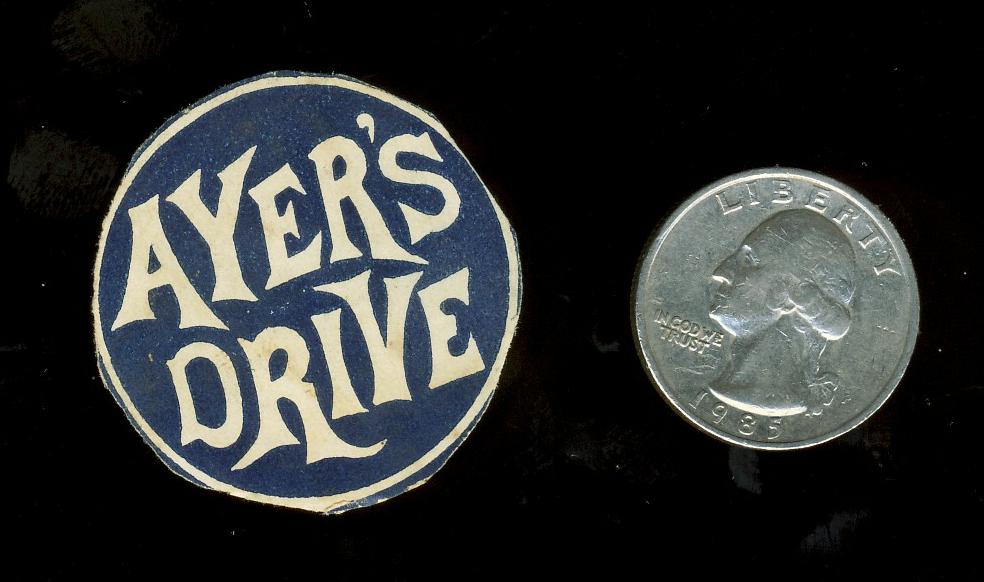 AYER'S
DRIVE
LIBERTY
IN GOD WE
TRUST
1985